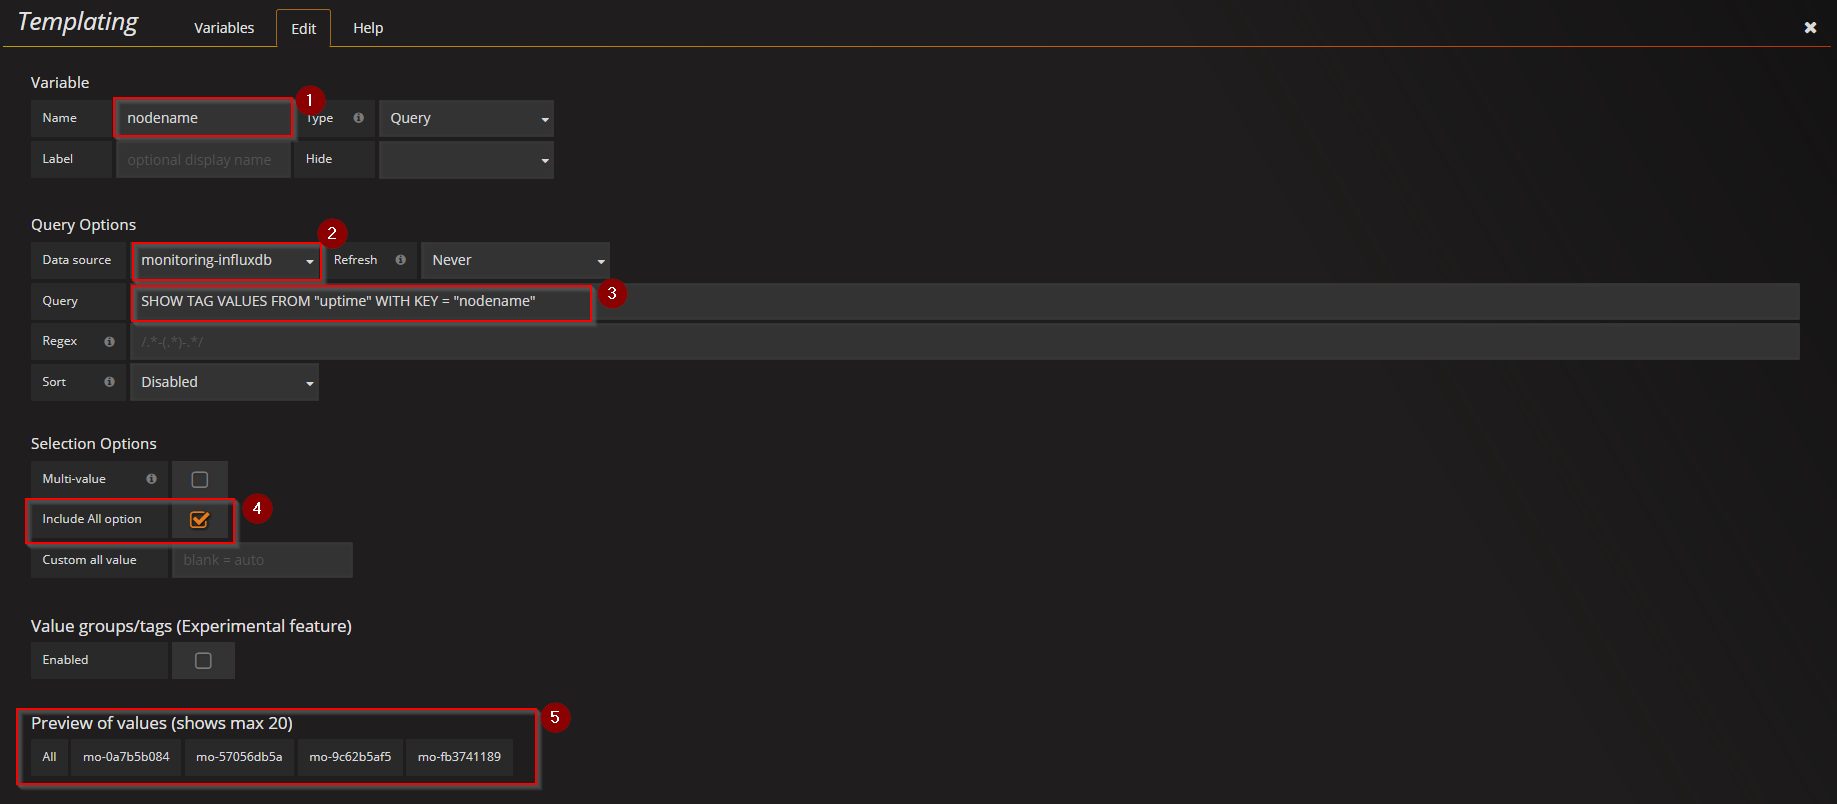 Templating Variables Edit Help
Variable
1
Name nodename Type Query
Label optional display name Hide
Query Options
2
Data source monitoring-influxdb Refresh Never
Query SHOW TAG VALUES FROM "uptime" WITH KEY = "nodename" 3
Regex /.*-(.*)-.*/
Sort Disabled
Selection Options
Multi-value
Include All option 4
Custom all value blank = auto
Value groups/tags (Experimental feature)
Enabled
Preview of values (shows max 20) 5
All mo-0a7b5b084 mo-57056db5a mo-9c62b5af5 mo-fb3741189